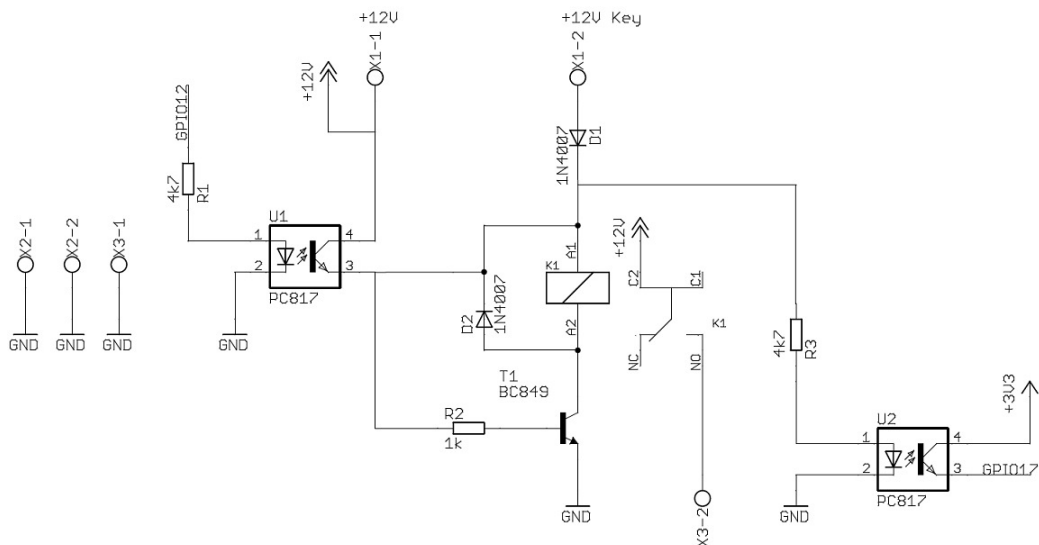 +12V
X1-1
+12V
+12V Key
X1-2
1N4007
D1
GPIO12
4k7
R1
X2-1
X2-2
X3-1
GND
GND
GND
U1
1
2
4
3
PC817
GND
D2
1N4007
A1
K1
A2
+12V
C2
C1
K1
NC
NO
T1
BC849
R2
1k
GND
X3-2
4k7
R3
+3V3
U2
1
2
4
3
GPIO17
PC817
GND